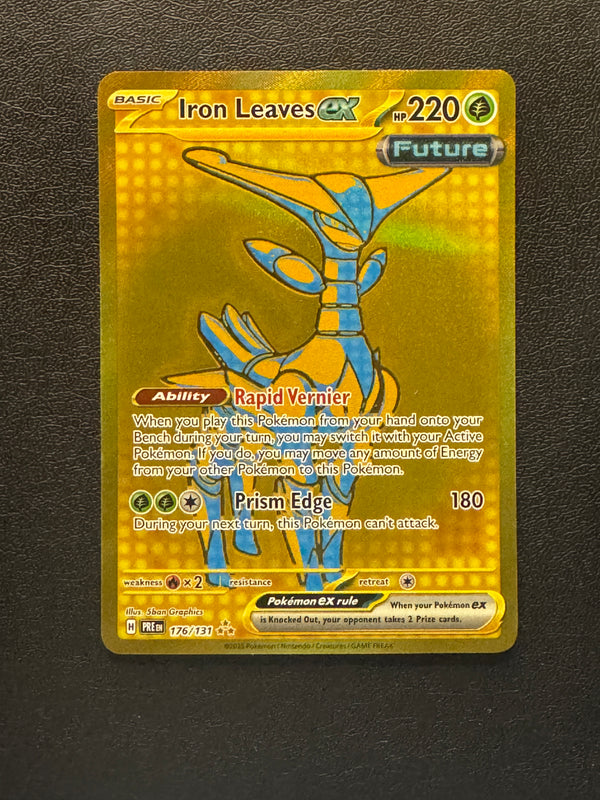 BASIC Iron Leaves ex HP 220
Future
Ability Rapid Vernier
When you play this Pokémon from your hand onto your
Bench during your turn, you may switch it with your Active
Pokémon. If you do, you may move any amount of Energy
from your other Pokémon to this Pokémon.
Prism Edge 180
During your next turn, this Pokémon can't attack.
weakness ×2 resistance retreat
Illus. 5ban Graphics
Pokémon ex rule When your Pokémon ex
is Knocked Out, your opponent takes 2 Prize cards.
H PRE EN 176/131
©2025 Pokémon / Nintendo / Creatures / GAME FREAK